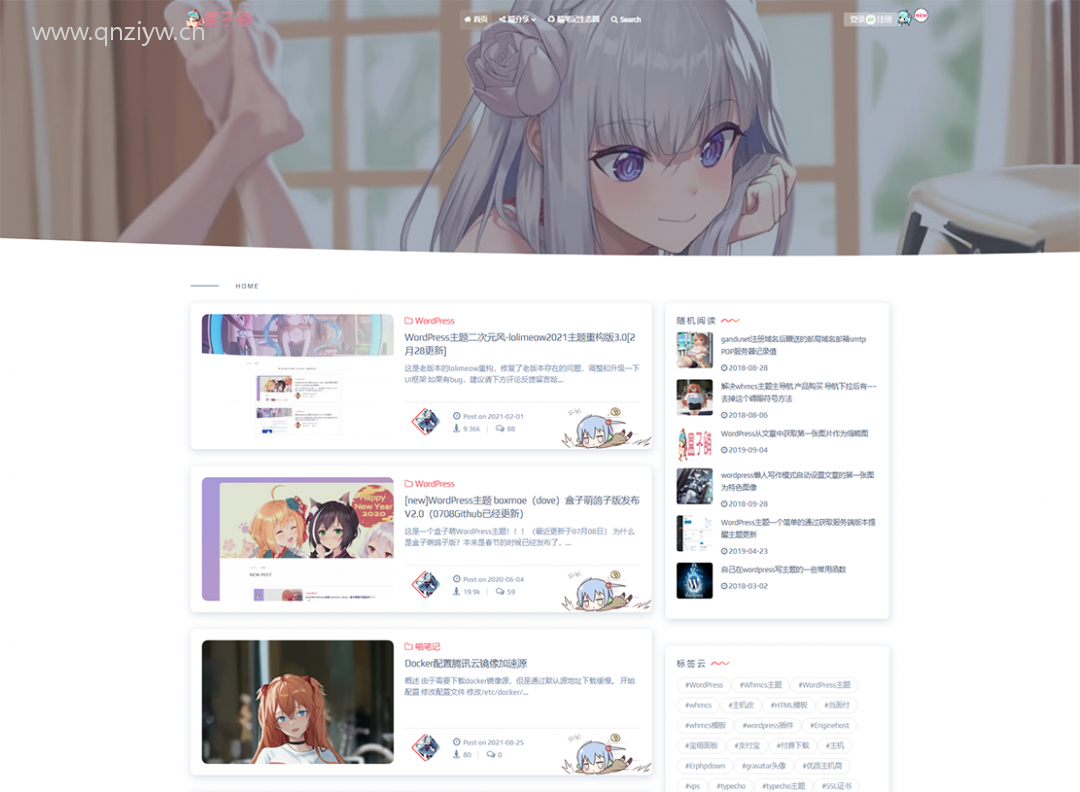 www.qnziyw.cn
盒子萌
首页 喵分享 喵笔记生态圈 Search
登录 or 注册 NEW
HOME
WordPress
WordPress主题二次元风-lolimeow2021主题重构版3.0[2
月28更新]
这是老版本的lolimeow重构，修复了老版本存在的问题，调整和升级一下
UI框架 如果有bug，建议请下方评论反馈留言哈...
Post on 2021-02-01
9.36k 88
Happy
New Year
2020
NEW POST
WordPress
[new]WordPress主题 boxmoe（dove）盒子萌鸽子版发布
V2.0（0708Github已经更新）
这是一个盒子萌WordPress主题！！！（最近更新于07月08日） 为什么
是盒子萌鸽子版？本来是春节的时候已经发布了，...
Post on 2020-06-04
19.9k 59
喵笔记
Docker配置腾讯云镜像加速源
概述 由于需要下载docker镜像源，但是通过默认源地址下载缓慢。 开始
配置 修改配置文件 修改/etc/docker/...
Post on 2021-08-25
80 0
随机阅读
gandiunet注册域名后赠送的邮局域名邮箱smtp
POP服务器记录值
2018-08-28
解决whmcs主题主导航 产品购买 导航下拉后有---
去掉这个碍眼符号方法
2018-08-06
盒子萌
WordPress从文章中获取第一张图片作为缩略图
2019-09-04
wordpress懒人写作模式自动设置文章的第一张图
为特色图像
2018-09-28
WordPress主题一个简单的通过获取服务端版本提
醒主题更新
2019-04-23
自己在wordpress写主题的一些常用函数
2018-03-02
标签云
#WordPress #Whmcs主题 #WordPress主题
#whmcs #主机皮 #HTML模板 #当面付
#whmcs模板 #wordpress插件 #Enginehost
#宝塔面板 #支付宝 #付费下载 #主机
#Erphpdown #gravatar头像 #优质主机商
#vps #typecho #typecho主题 #SSL证书